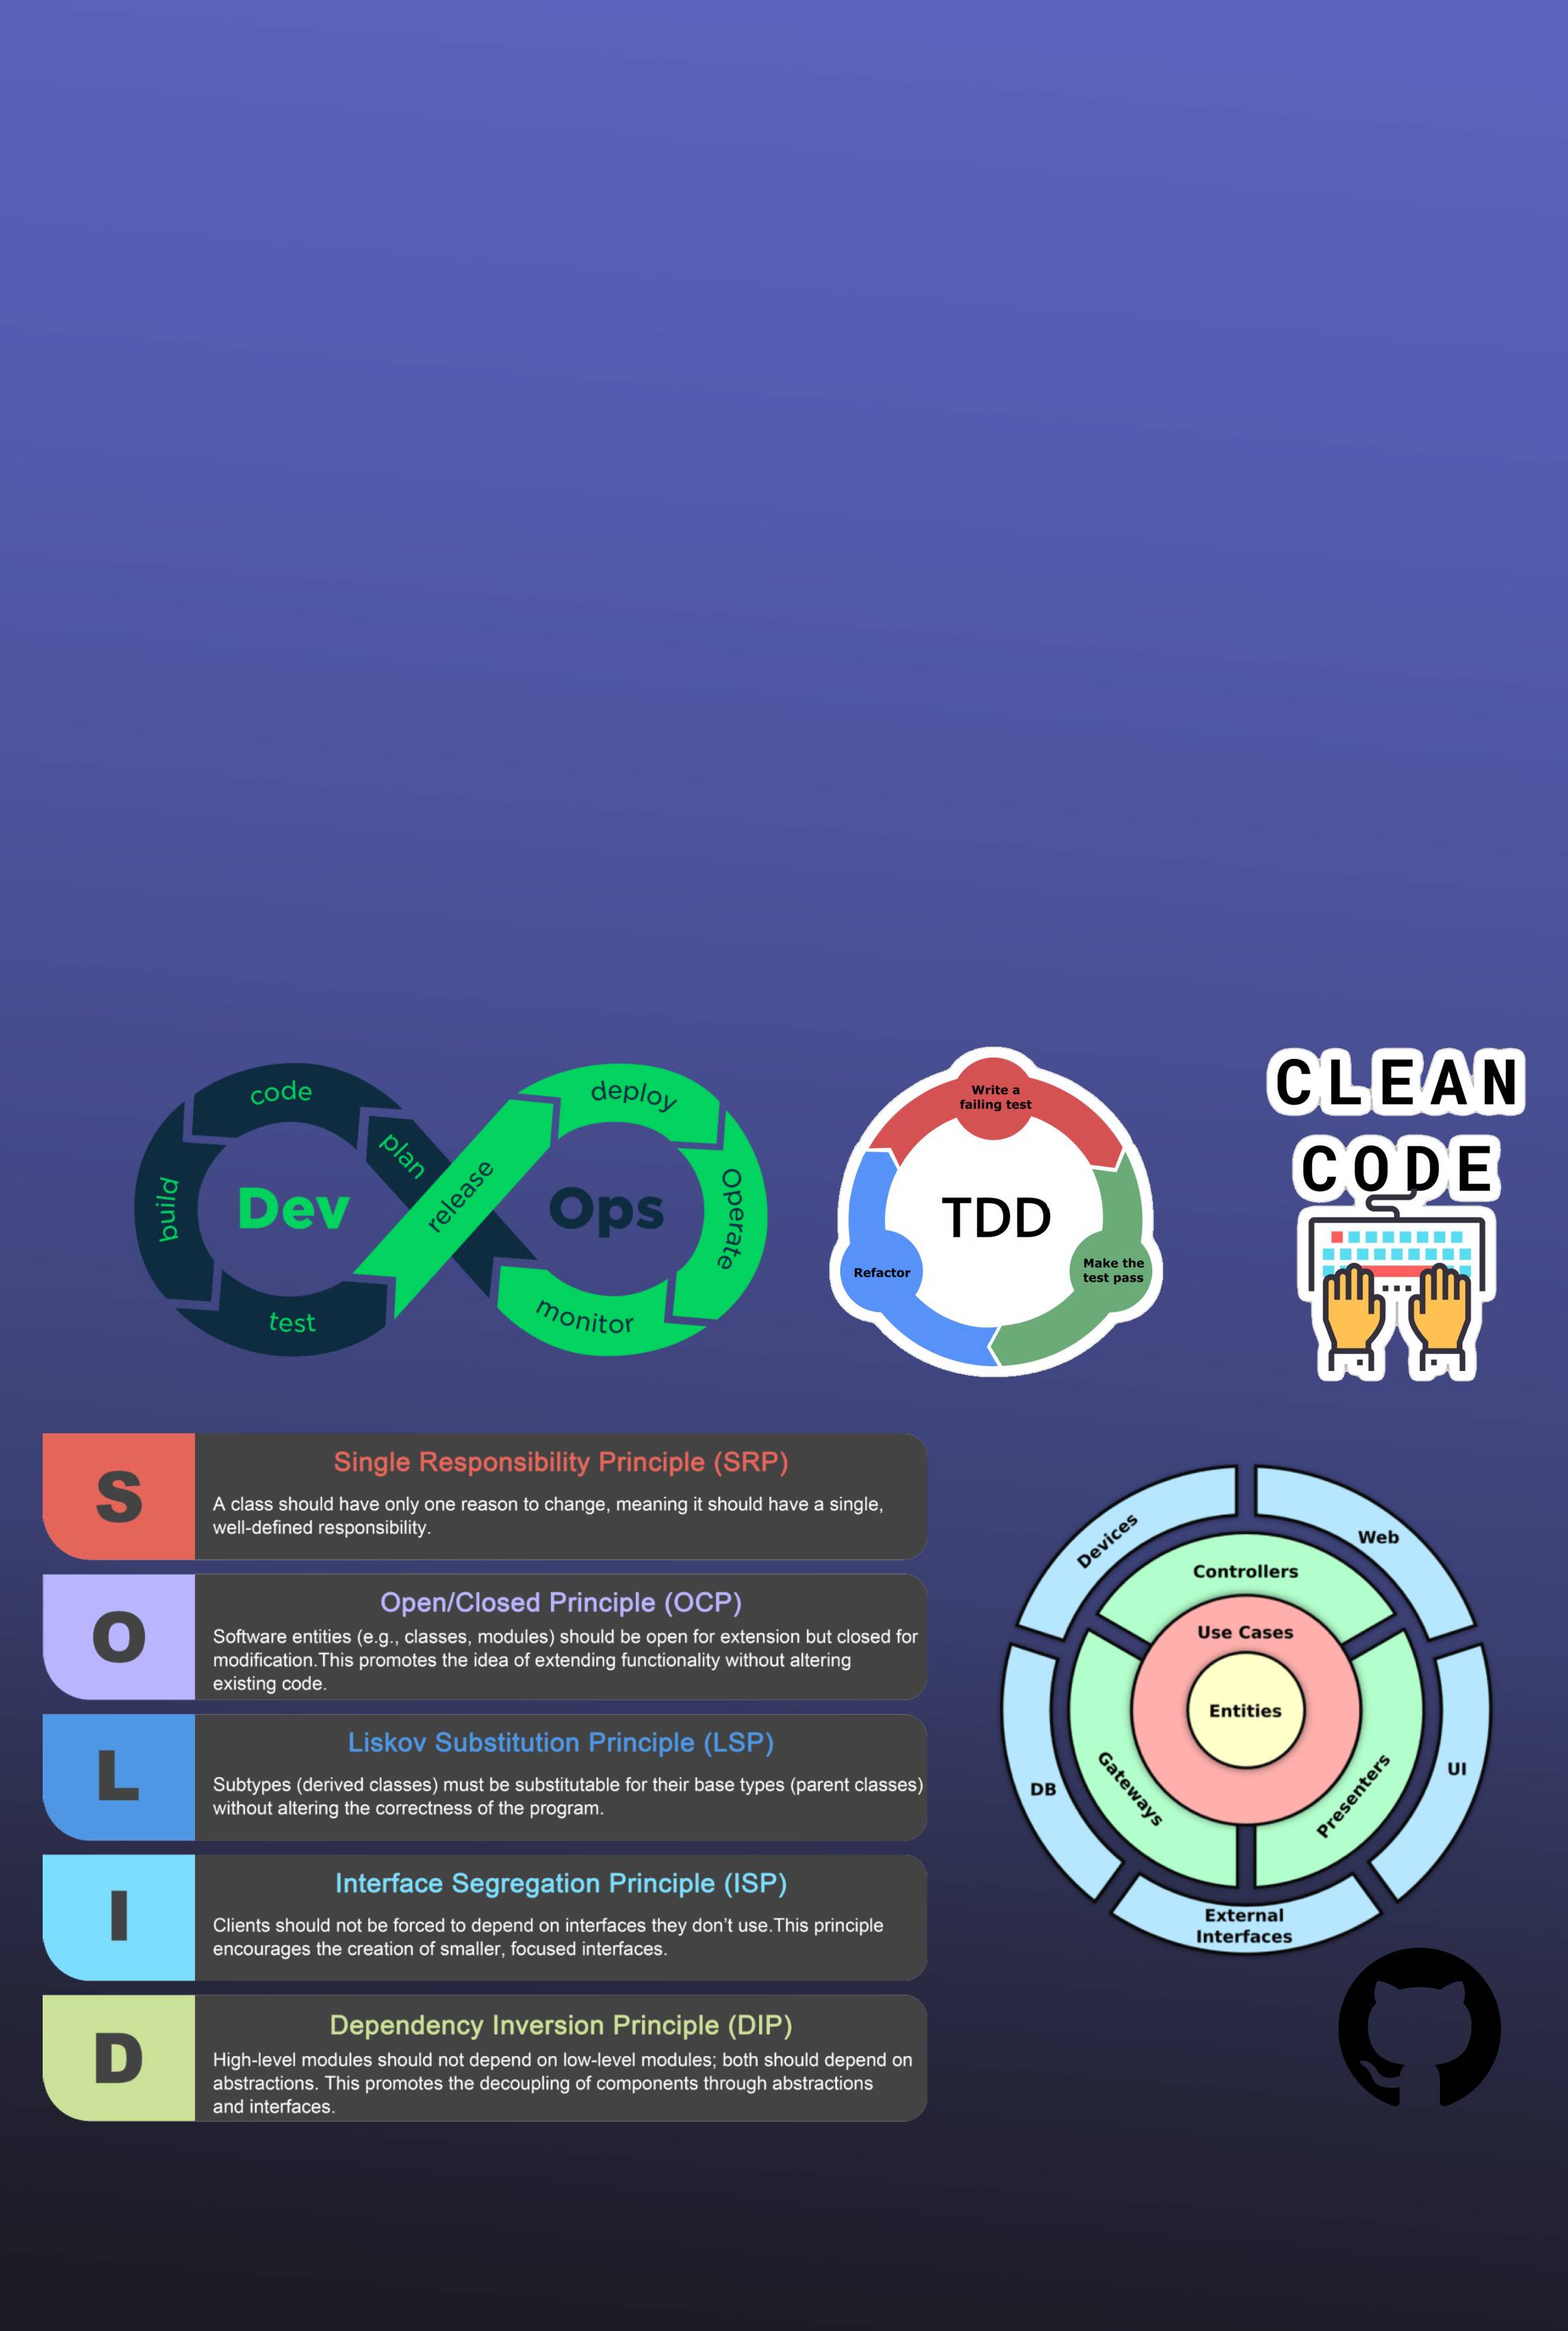 code
plan
build
Dev
test
release
deploy
Ops
Operate
monitor
Write a
failing test
TDD
Refactor
Make the
test pass
CLEAN
CODE
S
Single Responsibility Principle (SRP)
A class should have only one reason to change, meaning it should have a single,
well-defined responsibility.
O
Open/Closed Principle (OCP)
Software entities (e.g., classes, modules) should be open for extension but closed for
modification.This promotes the idea of extending functionality without altering
existing code.
L
Liskov Substitution Principle (LSP)
Subtypes (derived classes) must be substitutable for their base types (parent classes)
without altering the correctness of the program.
I
Interface Segregation Principle (ISP)
Clients should not be forced to depend on interfaces they don’t use.This principle
encourages the creation of smaller, focused interfaces.
D
Dependency Inversion Principle (DIP)
High-level modules should not depend on low-level modules; both should depend on
abstractions. This promotes the decoupling of components through abstractions
and interfaces.
Devices
Web
Controllers
Use Cases
Entities
Gateways
Presenters
DB
UI
External
Interfaces